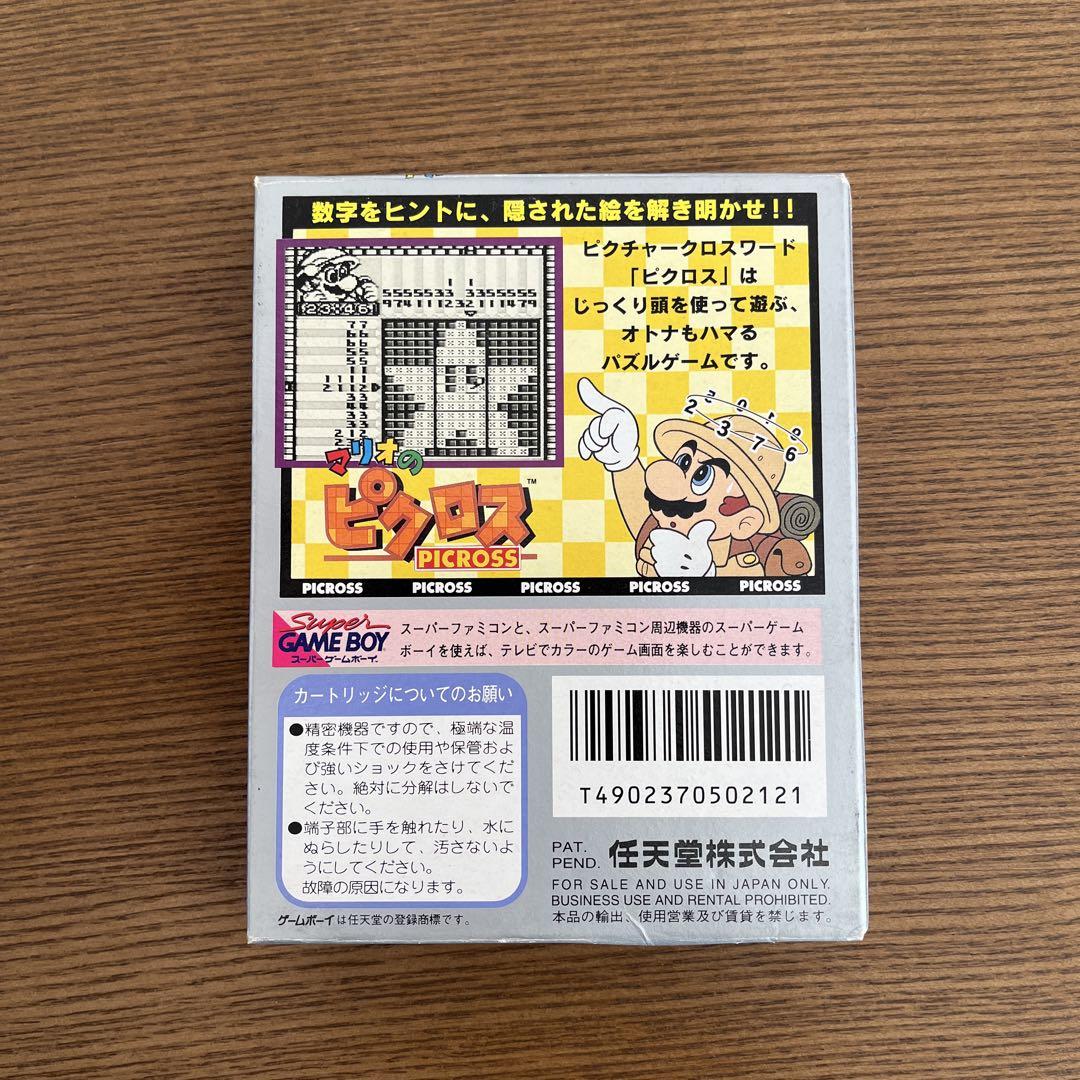 数字をヒントに、隠された絵を解き明かせ!!
ピクチャークロスワード
「ピクロス」は
じっくり頭を使って遊ぶ、
オトナもハマる
パズルゲームです。
2 3 7 6
マリオの
ピクロス™
PICROSS
PICROSS PICROSS PICROSS PICROSS PICROSS
Super
GAME BOY
スーパーゲームボーイ
スーパーファミコンと、スーパーファミコン周辺機器のスーパーゲーム
ボーイを使えば、テレビでカラーのゲーム画面を楽しむことができます。
カートリッジについてのお願い
●精密機器ですので、極端な温
度条件下での使用や保管およ
び強いショックをさけてくだ
さい。絶対に分解はしないで
ください。
●端子部に手を触れたり、水に
ぬらしたりして、汚さないよ
うにしてください。
故障の原因になります。
ゲームボーイは任天堂の登録商標です。
T4902370502121
PAT.
PEND. 任天堂株式会社
FOR SALE AND USE IN JAPAN ONLY.
BUSINESS USE AND RENTAL PROHIBITED.
本品の輸出、使用営業及び賃貸を禁じます。